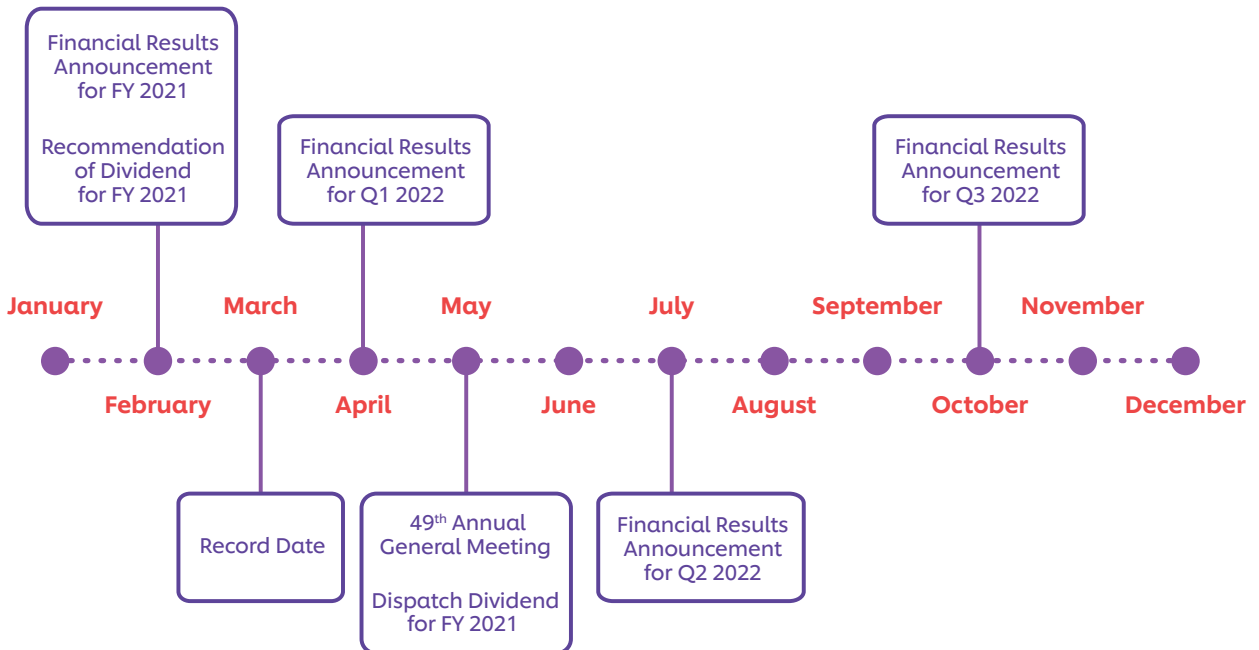 Financial Results
Announcement
for FY 2021
Recommendation
of Dividend
for FY 2021
Financial Results
Announcement
for Q1 2022
Financial Results
Announcement
for Q3 2022
January
March
May
July
September
November
February
April
June
August
October
December
Record Date
49th Annual
General Meeting
Dispatch Dividend
for FY 2021
Financial Results
Announcement
for Q2 2022